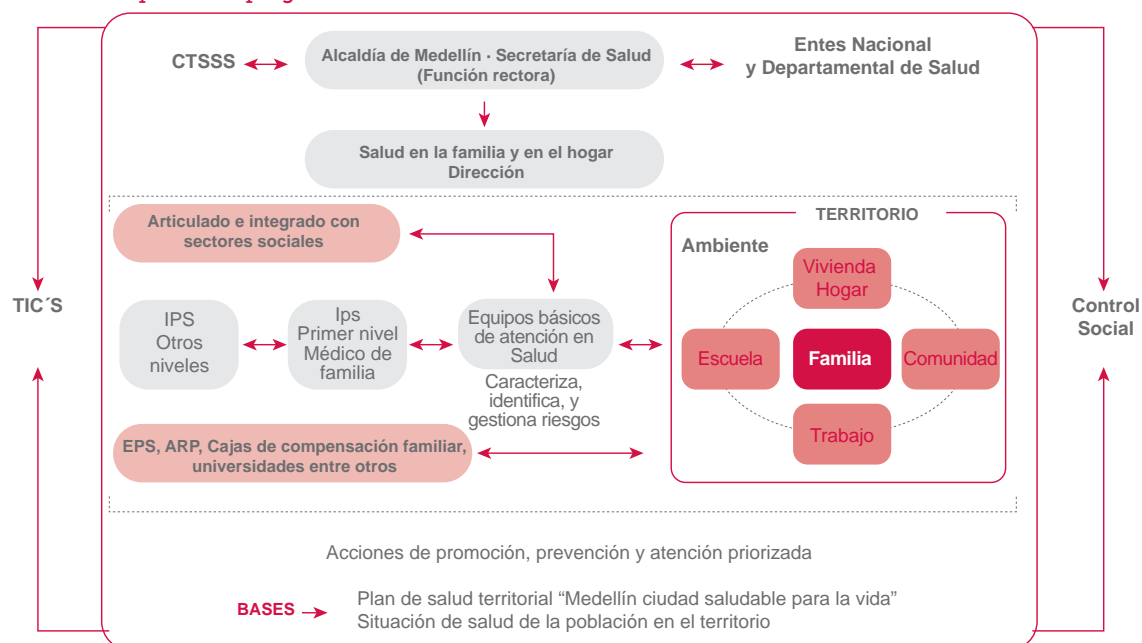 CTSSS
Alcaldía de Medellín · Secretaría de Salud
(Función rectora)
Entes Nacional
y Departamental de Salud
Salud en la familia y en el hogar
Dirección
Articulado e integrado con
sectores sociales
TERRITORIO
Ambiente
Vivienda
Hogar
TIC´S
IPS
Otros
niveles
Ips
Primer nivel
Médico de
familia
Equipos básicos
de atención en
Salud
Caracteriza,
identifica, y
gestiona riesgos
Escuela
Familia
Comunidad
Trabajo
Control
Social
EPS, ARP, Cajas de compensación familiar,
universidades entre otros
Acciones de promoción, prevención y atención priorizada
BASES
Plan de salud territorial “Medellín ciudad saludable para la vida”
Situación de salud de la población en el territorio